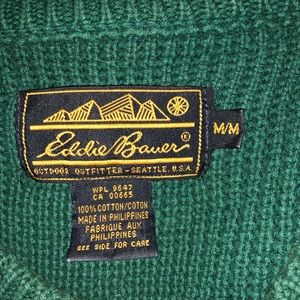 Eddie Bauer®
OUTDOOR OUTFITTER - SEATTLE, U.S.A.
M/M
WPL 9647
CA 00665
100% COTTON/COTON
MADE IN PHILIPPINES
FABRIQUE AUX
PHILIPPINES
SEE SIDE FOR CARE